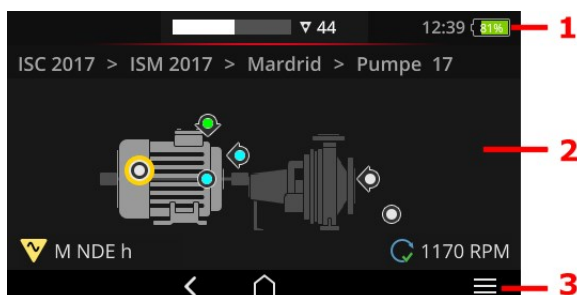 44 12:39 81% 1
ISC 2017 > ISM 2017 > Mardrid > Pumpe 17
2
M NDE h 1170 RPM
3